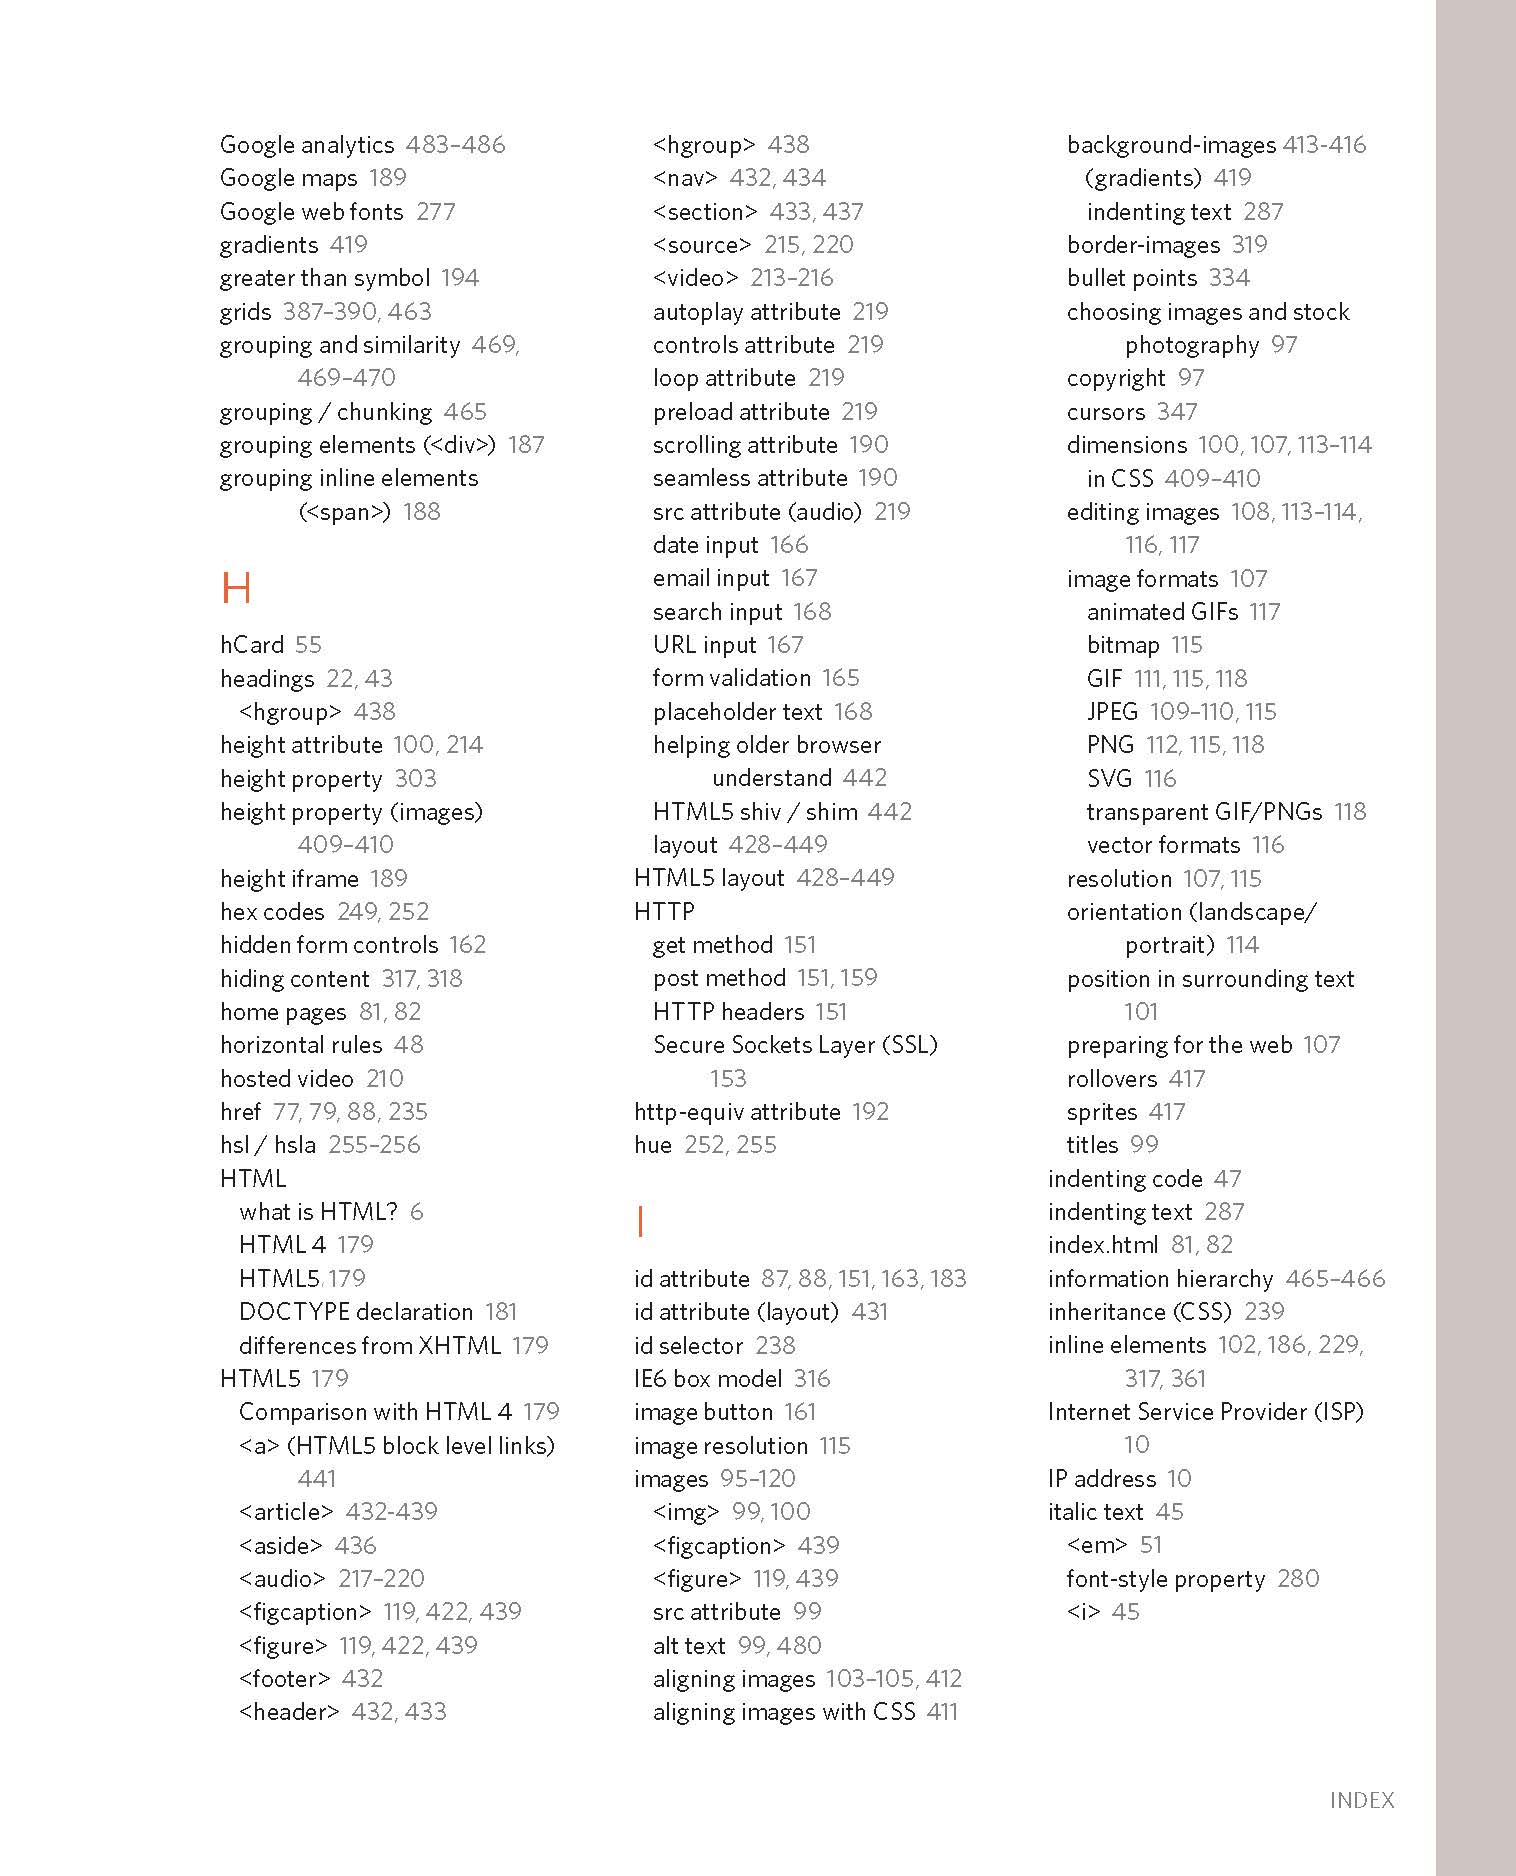 Google analytics 483–486
Google maps 189
Google web fonts 277
gradients 419
greater than symbol 194
grids 387–390, 463
grouping and similarity 469,
469–470
grouping / chunking 465
grouping elements (<div>) 187
grouping inline elements
(<span>) 188
H
hCard 55
headings 22, 43
<hgroup> 438
height attribute 100, 214
height property 303
height property (images)
409–410
height iframe 189
hex codes 249, 252
hidden form controls 162
hiding content 317, 318
home pages 81, 82
horizontal rules 48
hosted video 210
href 77, 79, 88, 235
hsl / hsla 255–256
HTML
what is HTML? 6
HTML 4 179
HTML5 179
DOCTYPE declaration 181
differences from XHTML 179
HTML5 179
Comparison with HTML 4 179
<a> (HTML5 block level links)
441
<article> 432-439
<aside> 436
<audio> 217–220
<figcaption> 119, 422, 439
<figure> 119, 422, 439
<footer> 432
<header> 432, 433
<hgroup> 438
<nav> 432, 434
<section> 433, 437
<source> 215, 220
<video> 213–216
autoplay attribute 219
controls attribute 219
loop attribute 219
preload attribute 219
scrolling attribute 190
seamless attribute 190
src attribute (audio) 219
date input 166
email input 167
search input 168
URL input 167
form validation 165
placeholder text 168
helping older browser
understand 442
HTML5 shiv / shim 442
layout 428–449
HTML5 layout 428–449
HTTP
get method 151
post method 151, 159
HTTP headers 151
Secure Sockets Layer (SSL)
153
http-equiv attribute 192
hue 252, 255
I
id attribute 87, 88, 151, 163, 183
id attribute (layout) 431
id selector 238
IE6 box model 316
image button 161
image resolution 115
images 95–120
<img> 99, 100
<figcaption> 439
<figure> 119, 439
src attribute 99
alt text 99, 480
aligning images 103–105, 412
aligning images with CSS 411
background-images 413-416
(gradients) 419
indenting text 287
border-images 319
bullet points 334
choosing images and stock
photography 97
copyright 97
cursors 347
dimensions 100, 107, 113–114
in CSS 409–410
editing images 108, 113–114,
116, 117
image formats 107
animated GIFs 117
bitmap 115
GIF 111, 115, 118
JPEG 109–110, 115
PNG 112, 115, 118
SVG 116
transparent GIF/PNGs 118
vector formats 116
resolution 107, 115
orientation (landscape/
portrait) 114
position in surrounding text
101
preparing for the web 107
rollovers 417
sprites 417
titles 99
indenting code 47
indenting text 287
index.html 81, 82
information hierarchy 465–466
inheritance (CSS) 239
inline elements 102, 186, 229,
317, 361
Internet Service Provider (ISP)
10
IP address 10
italic text 45
<em> 51
font-style property 280
<i> 45
INDEX